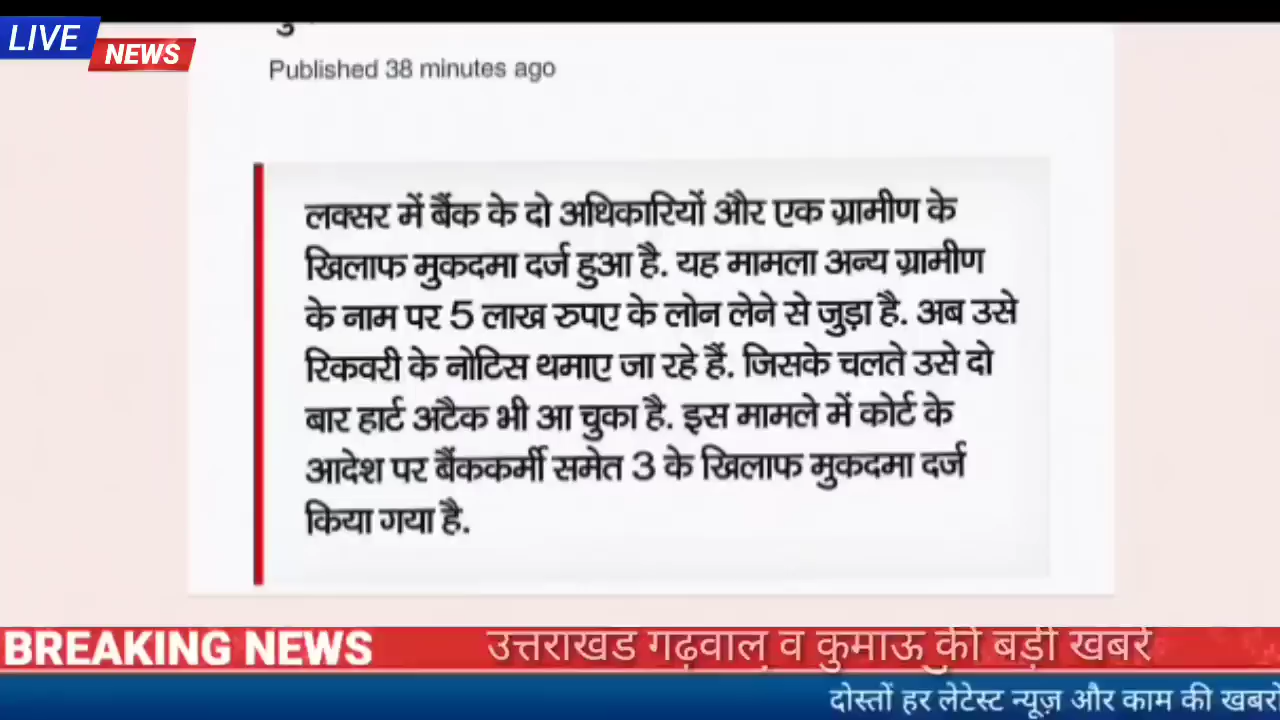 LIVE
NEWS
Published 38 minutes ago
लक्सर में बैंक के दो अधिकारियों और एक ग्रामीण के
खिलाफ मुकदमा दर्ज हुआ है. यह मामला अन्य ग्रामीण
के नाम पर 5 लाख रुपए के लोन लेने से जुड़ा है. अब उसे
रिकवरी के नोटिस थमाए जा रहे हैं. जिसके चलते उसे दो
बार हार्ट अटैक भी आ चुका है. इस मामले में कोर्ट के
आदेश पर बैंककर्मी समेत 3 के खिलाफ मुकदमा दर्ज
किया गया है.
BREAKING NEWS
उत्तराखंड गढ़वाल व कुमाऊ की बड़ी खबरें
दोस्तों हर लेटेस्ट न्यूज़ और काम की खबरों